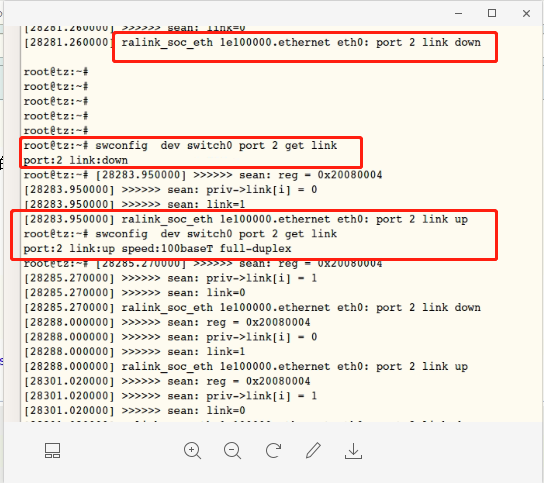 [28281.260000] >>>>>> sean: link=0
[28281.260000] ralink_soc_eth 1e100000.ethernet eth0: port 2 link down
root@tz:~#
root@tz:~#
root@tz:~#
root@tz:~#
root@tz:~#
root@tz:~# swconfig  dev switch0 port 2 get link
port:2 link:down
root@tz:~# [28283.950000] >>>>>> sean: reg = 0x20080004
[28283.950000] >>>>>> sean: priv->link[i] = 0
[28283.950000] >>>>>> sean: link=1
[28283.950000] ralink_soc_eth 1e100000.ethernet eth0: port 2 link up
root@tz:~# swconfig  dev switch0 port 2 get link
port:2 link:up speed:100baseT full-duplex
root@tz:~# [28285.270000] >>>>>> sean: reg = 0x20080004
[28285.270000] >>>>>> sean: priv->link[i] = 1
[28285.270000] >>>>>> sean: link=0
[28285.270000] ralink_soc_eth 1e100000.ethernet eth0: port 2 link down
[28288.000000] >>>>>> sean: reg = 0x20080004
[28288.000000] >>>>>> sean: priv->link[i] = 0
[28288.000000] >>>>>> sean: link=1
[28288.000000] ralink_soc_eth 1e100000.ethernet eth0: port 2 link up
[28301.020000] >>>>>> sean: reg = 0x20080004
[28301.020000] >>>>>> sean: priv->link[i] = 1
[28301.020000] >>>>>> sean: link=0